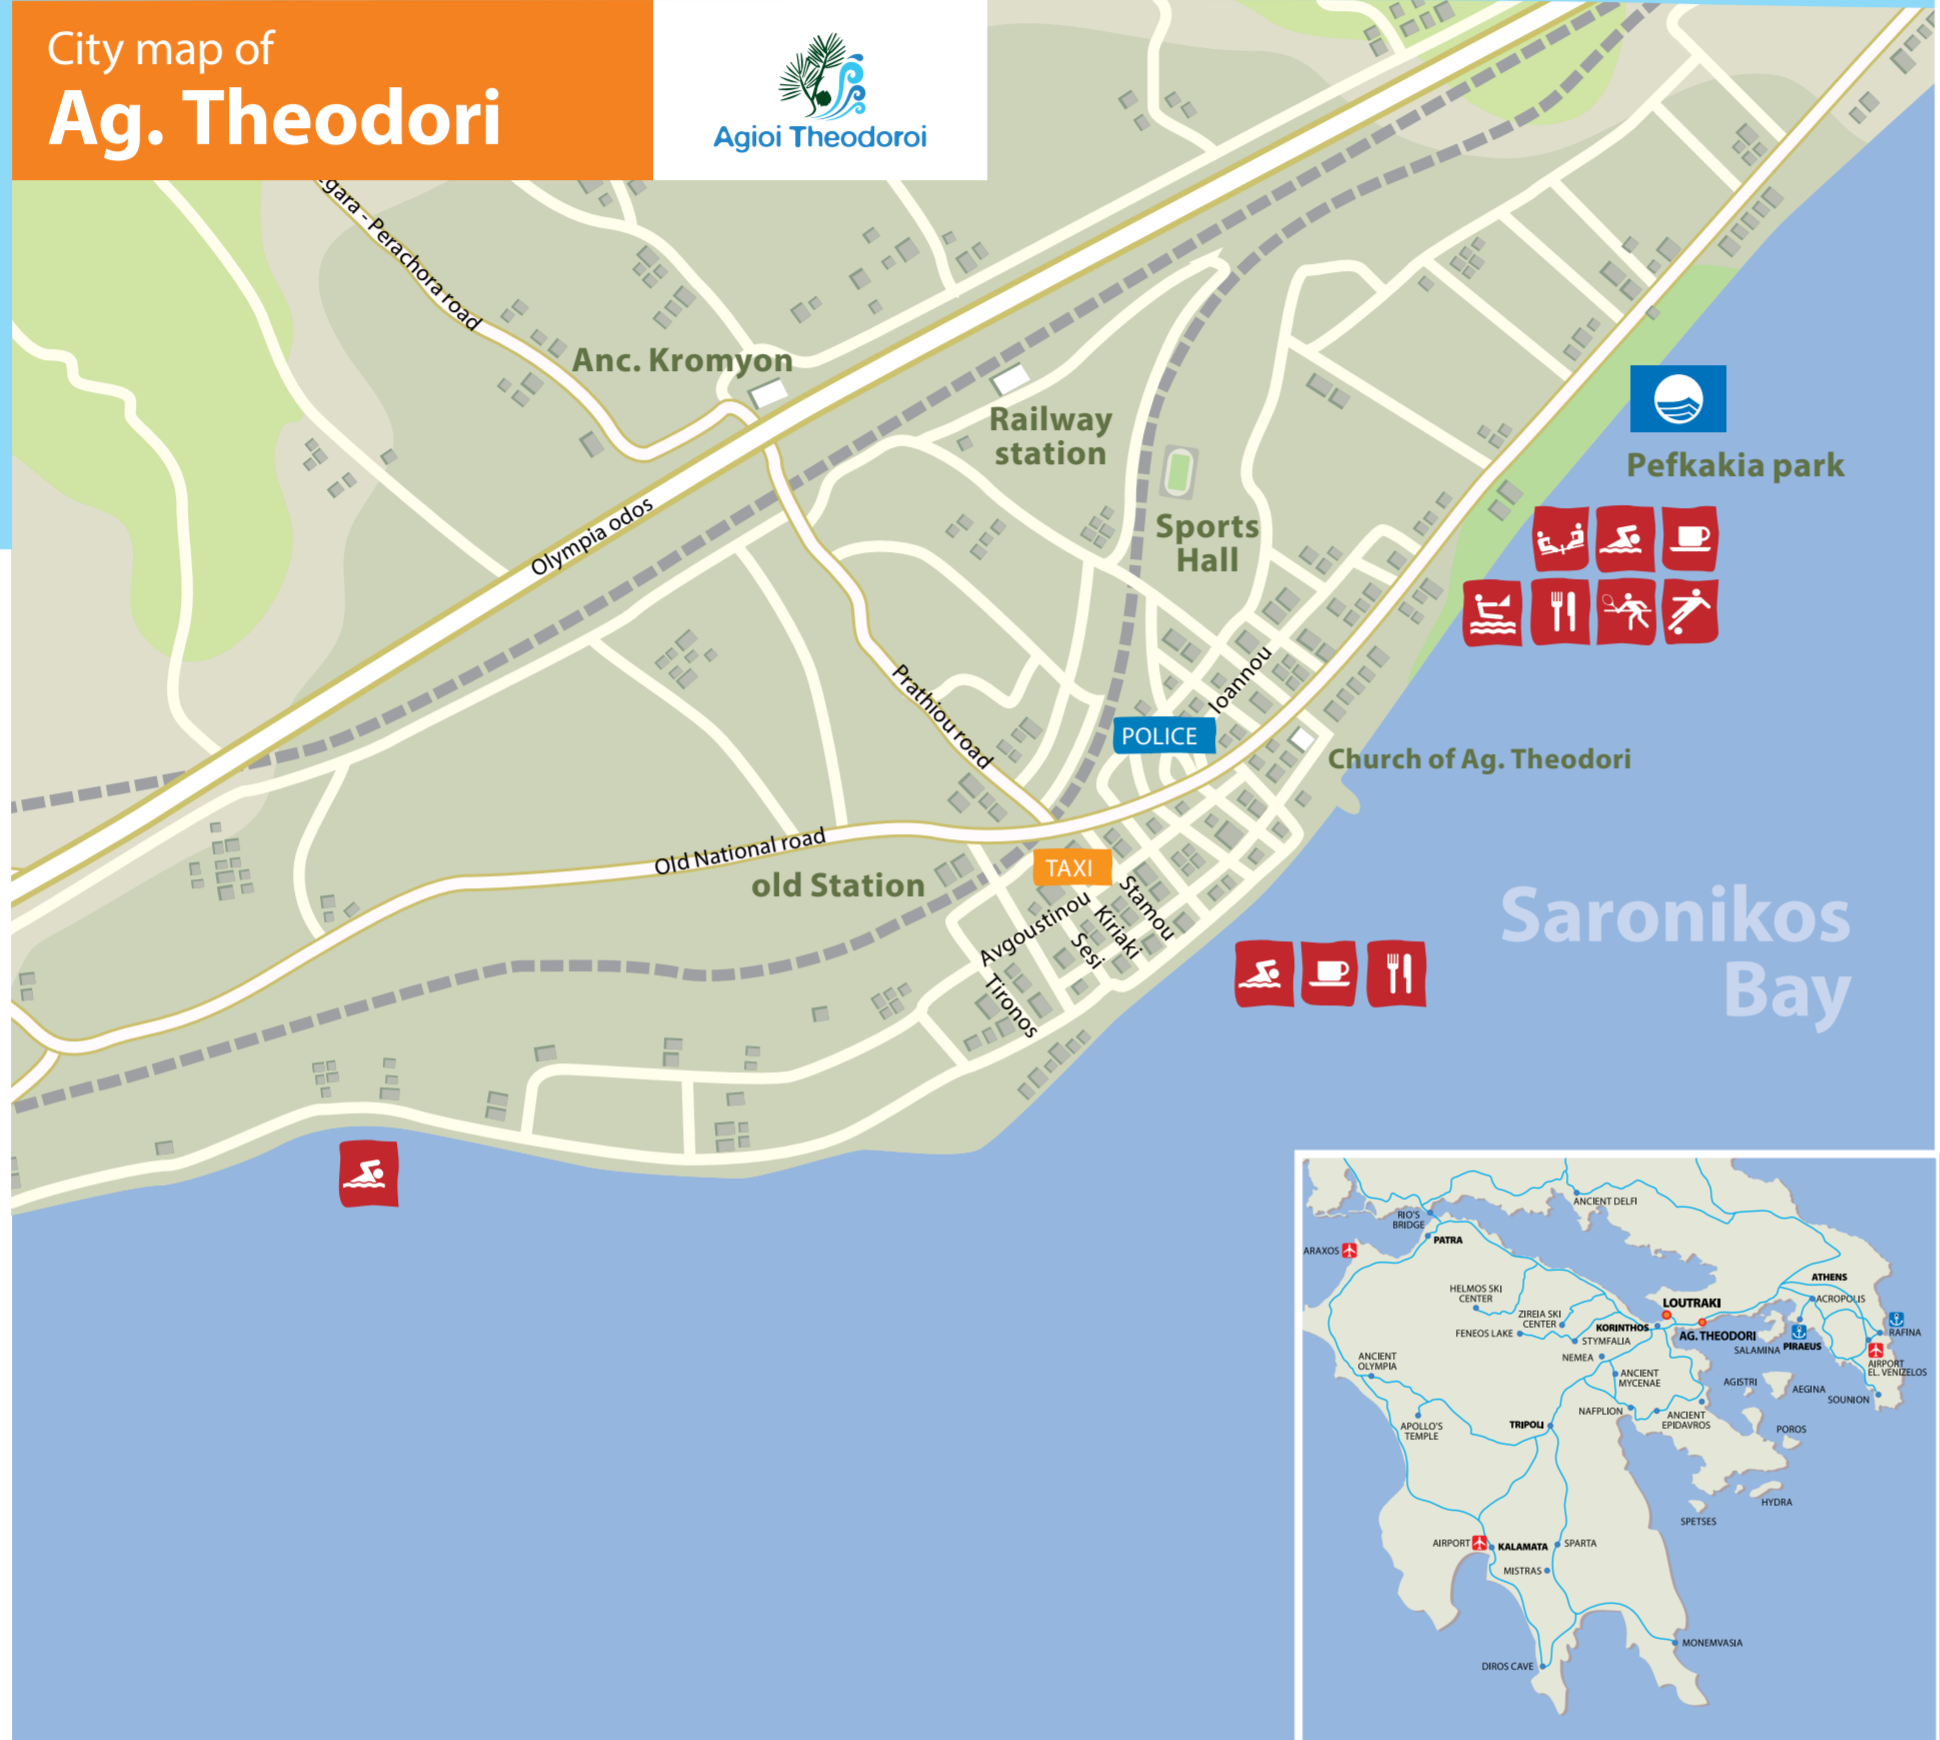 City map of
Ag. Theodori
Agioi Theodoroi
egara - Perachora road
Anc. Kromyon
Railway
station
Olympia odos
Sports
Hall
Pefkakia park
Prathiou road
Ioannou
POLICE
Church of Ag. Theodori
Old National road
old Station
TAXI
Stamou
Avgoustinou
Kiriaki
Sesi
Tironos
Saronikos
Bay
ANCIENT DELFI
RIO'S
BRIDGE
PATRA
ARAXOS
HELMOS SKI
CENTER
ZIREIA SKI
CENTER
FENEOS LAKE
STYMFALIA
KORINTHOS
LOUTRAKI
AG. THEODORI
ATHENS
ACROPOLIS
RAFINA
SALAMINA
PIRAEUS
AIRPORT
EL. VENIZELOS
SOUNION
NEMEA
ANCIENT
MYCENAE
AGISTRI
AEGINA
ANCIENT
OLYMPIA
APOLLO'S
TEMPLE
TRIPOLI
NAFPLION
ANCIENT
EPIDAVROS
POROS
HYDRA
SPETSES
AIRPORT
KALAMATA
SPARTA
MISTRAS
MONEMVASIA
DIROS CAVE